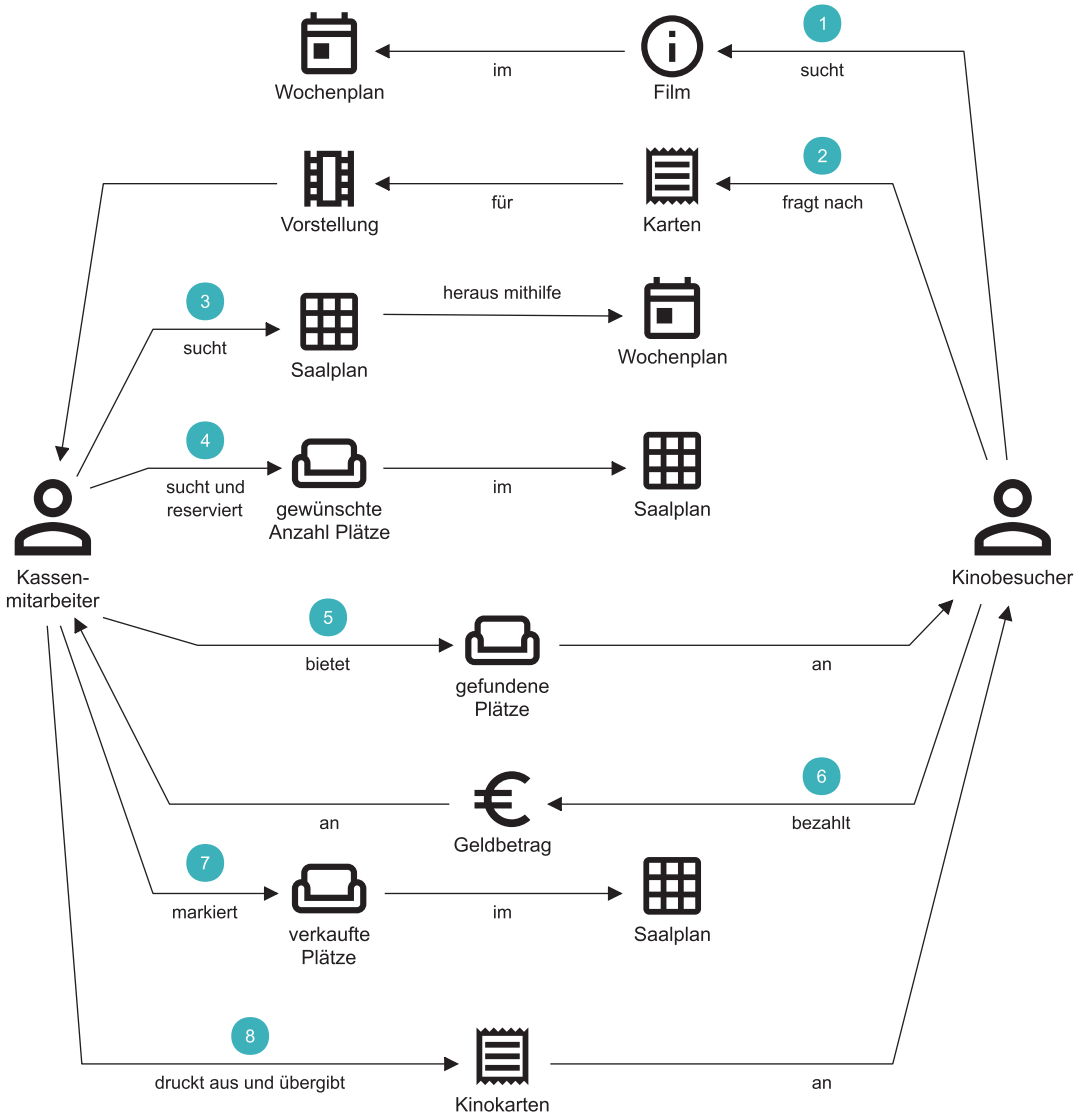 1
sucht
Film
im
Wochenplan
2
fragt nach
Karten
für
Vorstellung
3
sucht
Saalplan
heraus mithilfe
Wochenplan
4
sucht und
reserviert
gewünschte
Anzahl Plätze
im
Saalplan
Kassen-
mitarbeiter
Kinobesucher
5
bietet
gefundene
Plätze
an
6
bezahlt
Geldbetrag
an
7
markiert
verkaufte
Plätze
im
Saalplan
8
druckt aus und übergibt
Kinokarten
an